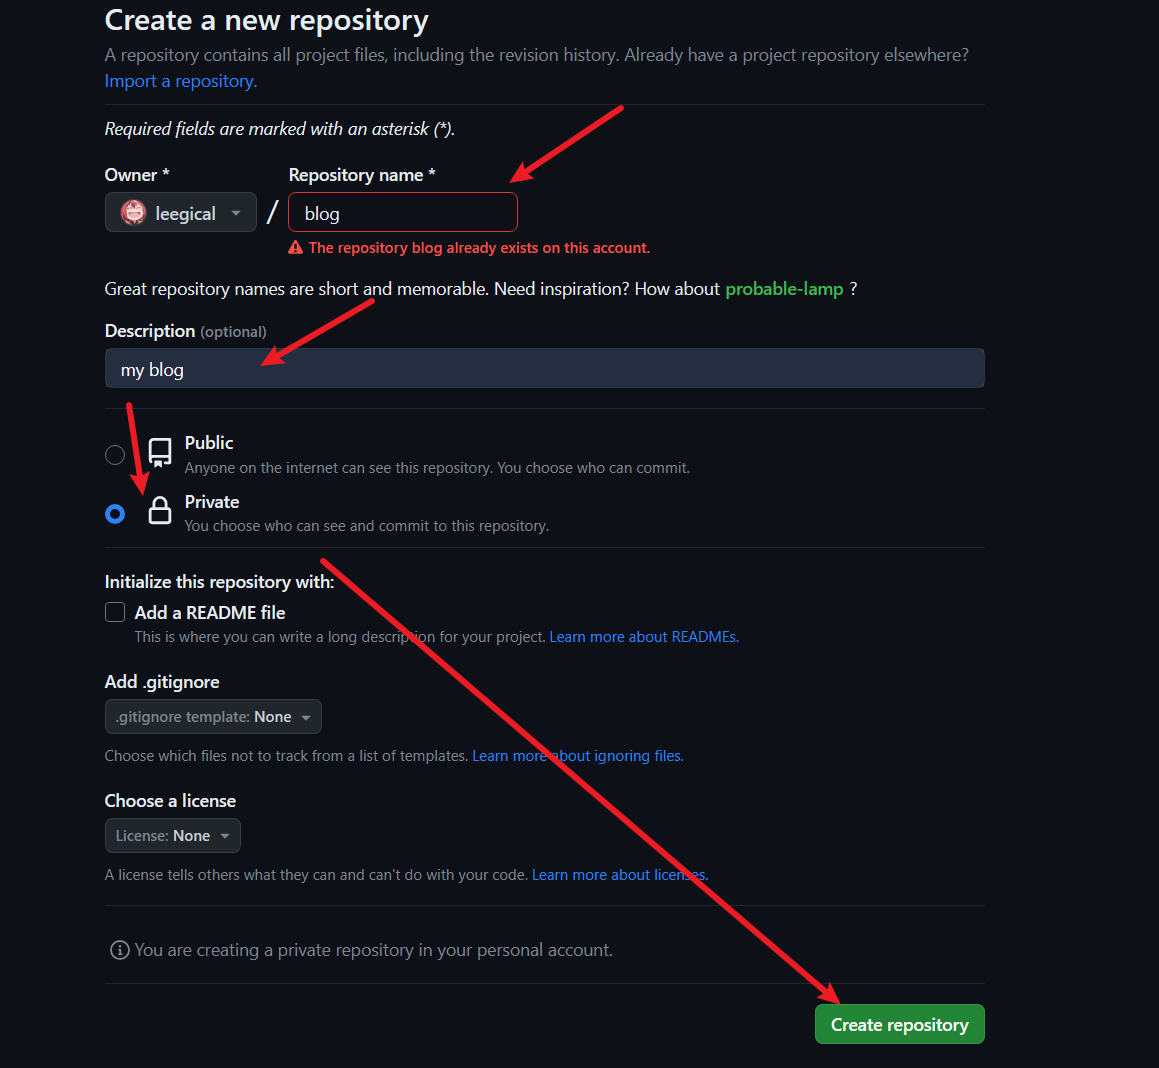 Create a new repository
A repository contains all project files, including the revision history. Already have a project repository elsewhere?
Import a repository.
Required fields are marked with an asterisk (*).
Owner * Repository name *
leegical / blog
The repository blog already exists on this account.
Great repository names are short and memorable. Need inspiration? How about probable-lamp ?
Description (optional)
my blog
Public
Anyone on the internet can see this repository. You choose who can commit.
Private
You choose who can see and commit to this repository.
Initialize this repository with:
Add a README file
This is where you can write a long description for your project. Learn more about READMEs.
Add .gitignore
.gitignore template: None
Choose which files not to track from a list of templates. Learn more about ignoring files.
Choose a license
License: None
A license tells others what they can and can't do with your code. Learn more about licenses.
You are creating a private repository in your personal account.
Create repository